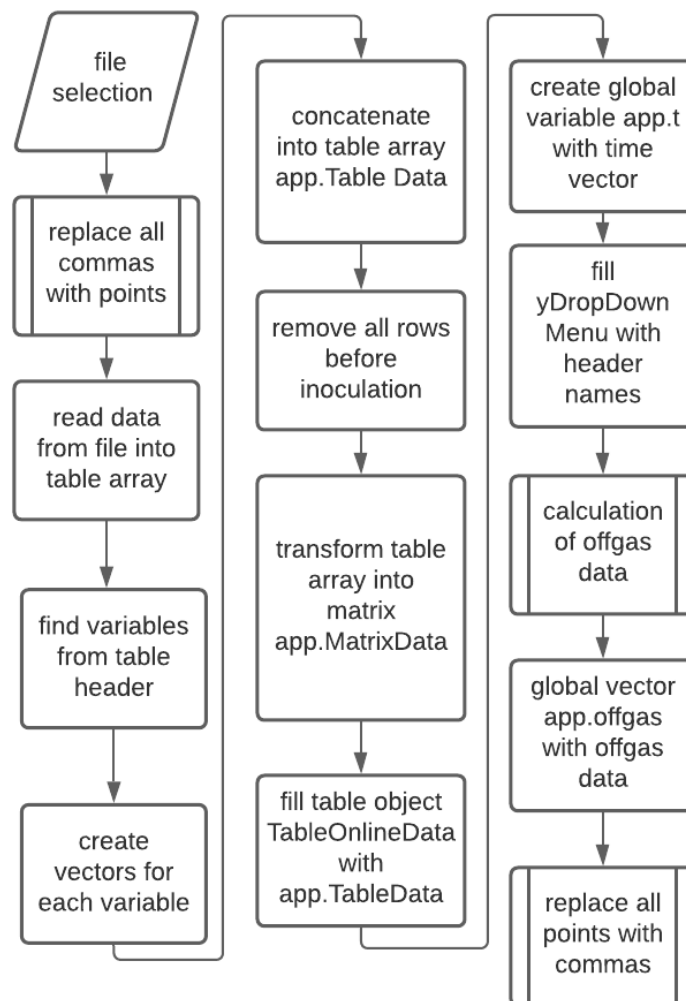 file
selection
replace all
commas
with points
read data
from file into
table array
find variables
from table
header
create
vectors for
each variable
concatenate
into table array
app.Table Data
remove all rows
before
inoculation
transform table
array into
matrix
app.MatrixData
fill table object
TableOnlineData
with
app.TableData
create global
variable app.t
with time
vector
fill
yDropDown
Menu with
header
names
calculation
of offgas
data
global vector
app.offgas
with offgas
data
replace all
points with
commas